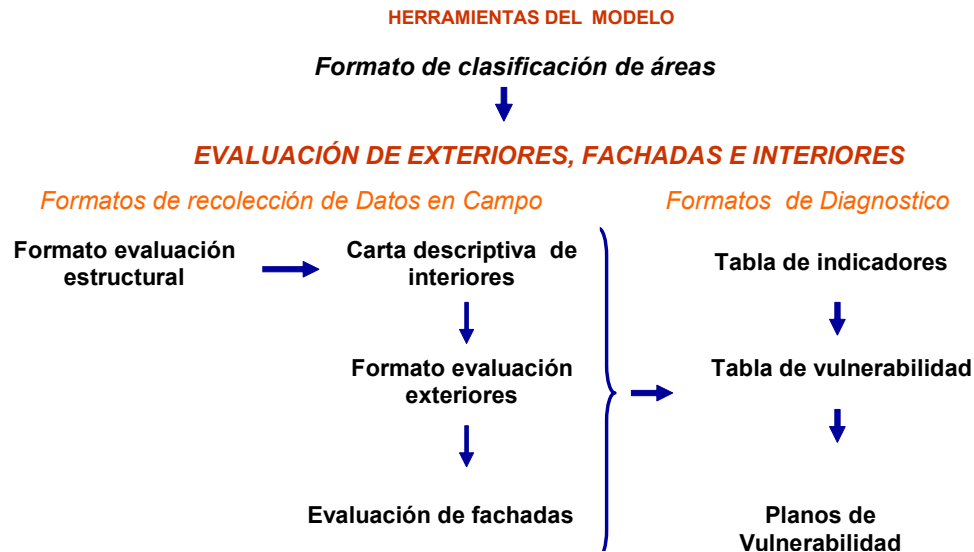 HERRAMIENTAS DEL MODELO
Formato de clasificación de áreas
EVALUACIÓN DE EXTERIORES, FACHADAS E INTERIORES
Formatos de recolección de Datos en Campo
Formatos de Diagnostico
Formato evaluación
estructural
Carta descriptiva de
interiores
Formato evaluación
exteriores
Evaluación de fachadas
Tabla de indicadores
Tabla de vulnerabilidad
Planos de
Vulnerabilidad